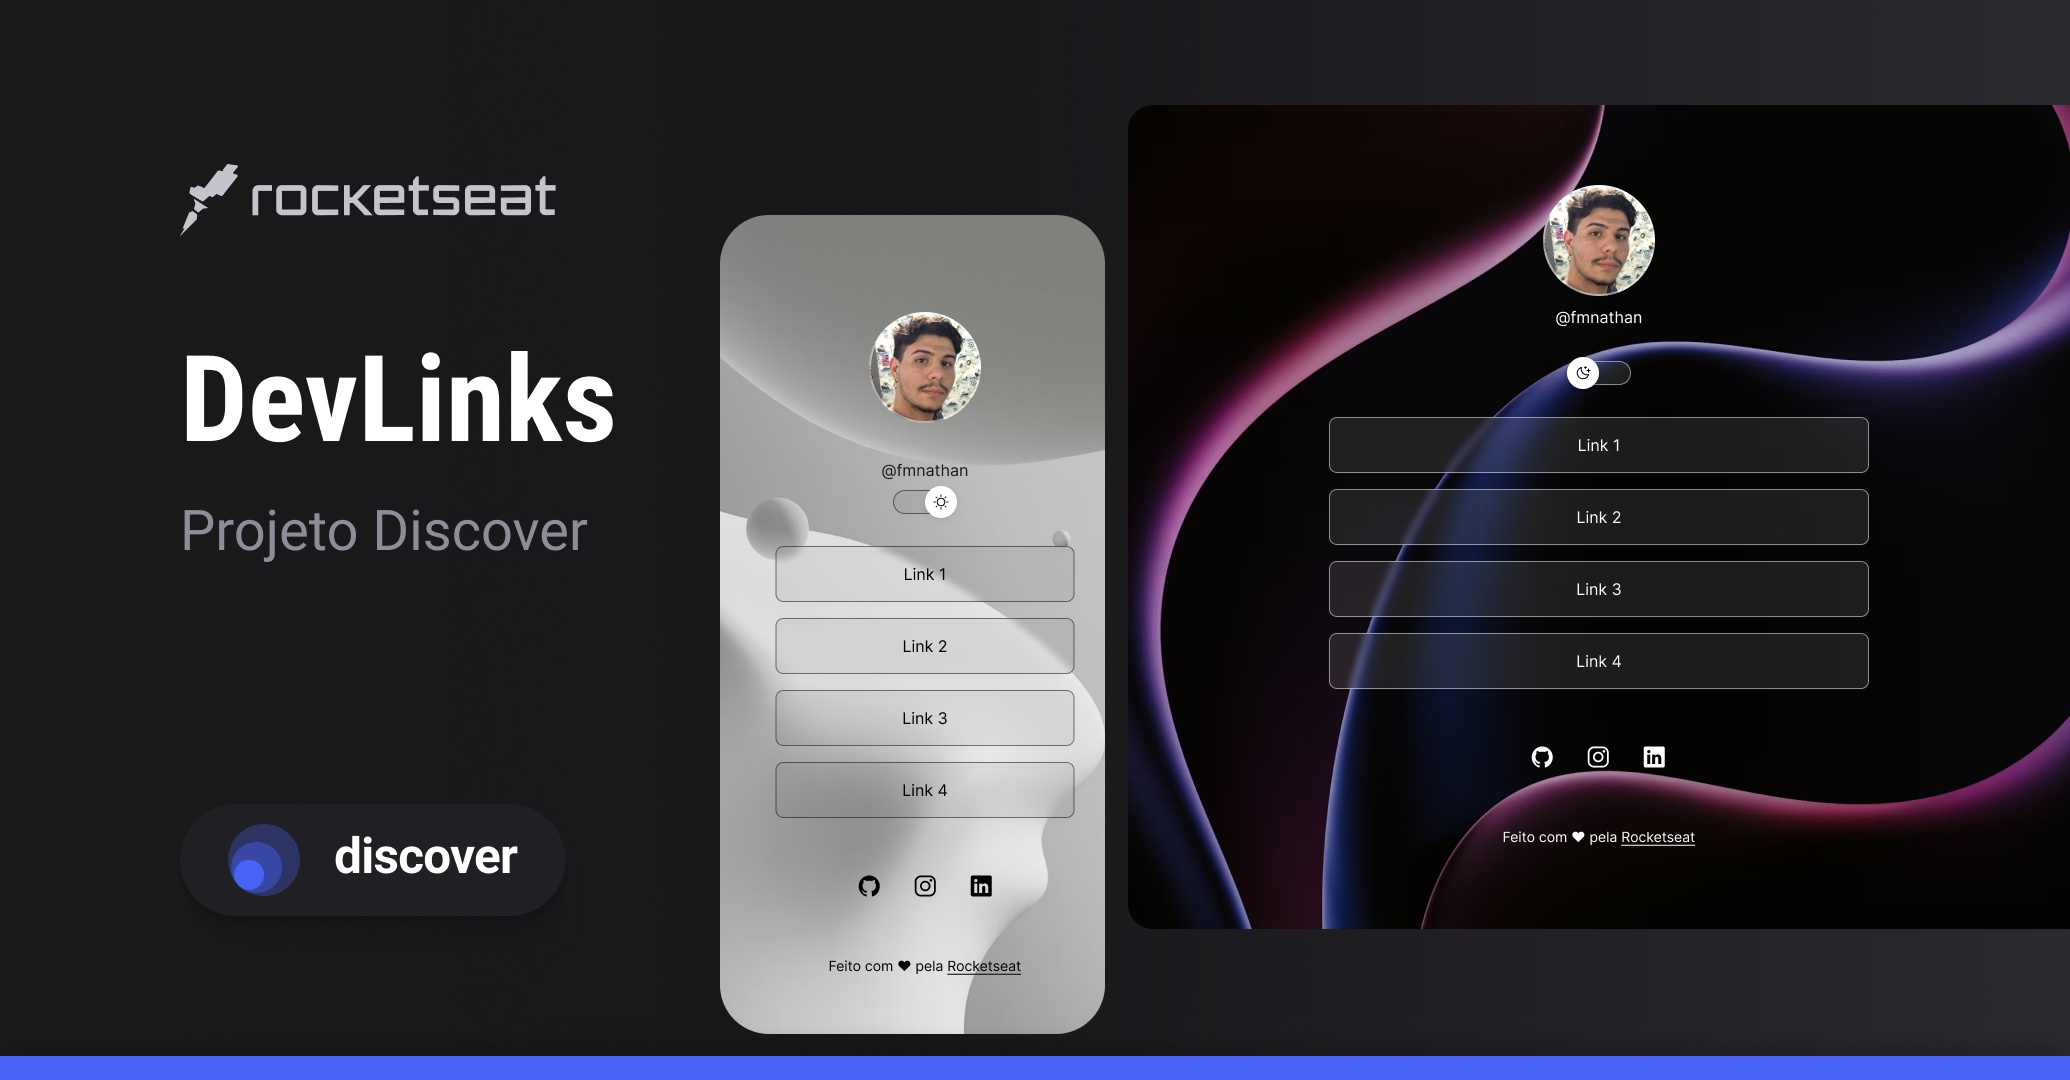 rocketseat
DevLinks
Projeto Discover
discover
@fmnathan
Link 1
Link 2
Link 3
Link 4
Feito com ♥ pela Rocketseat
@fmnathan
Link 1
Link 2
Link 3
Link 4
Feito com ♥ pela Rocketseat